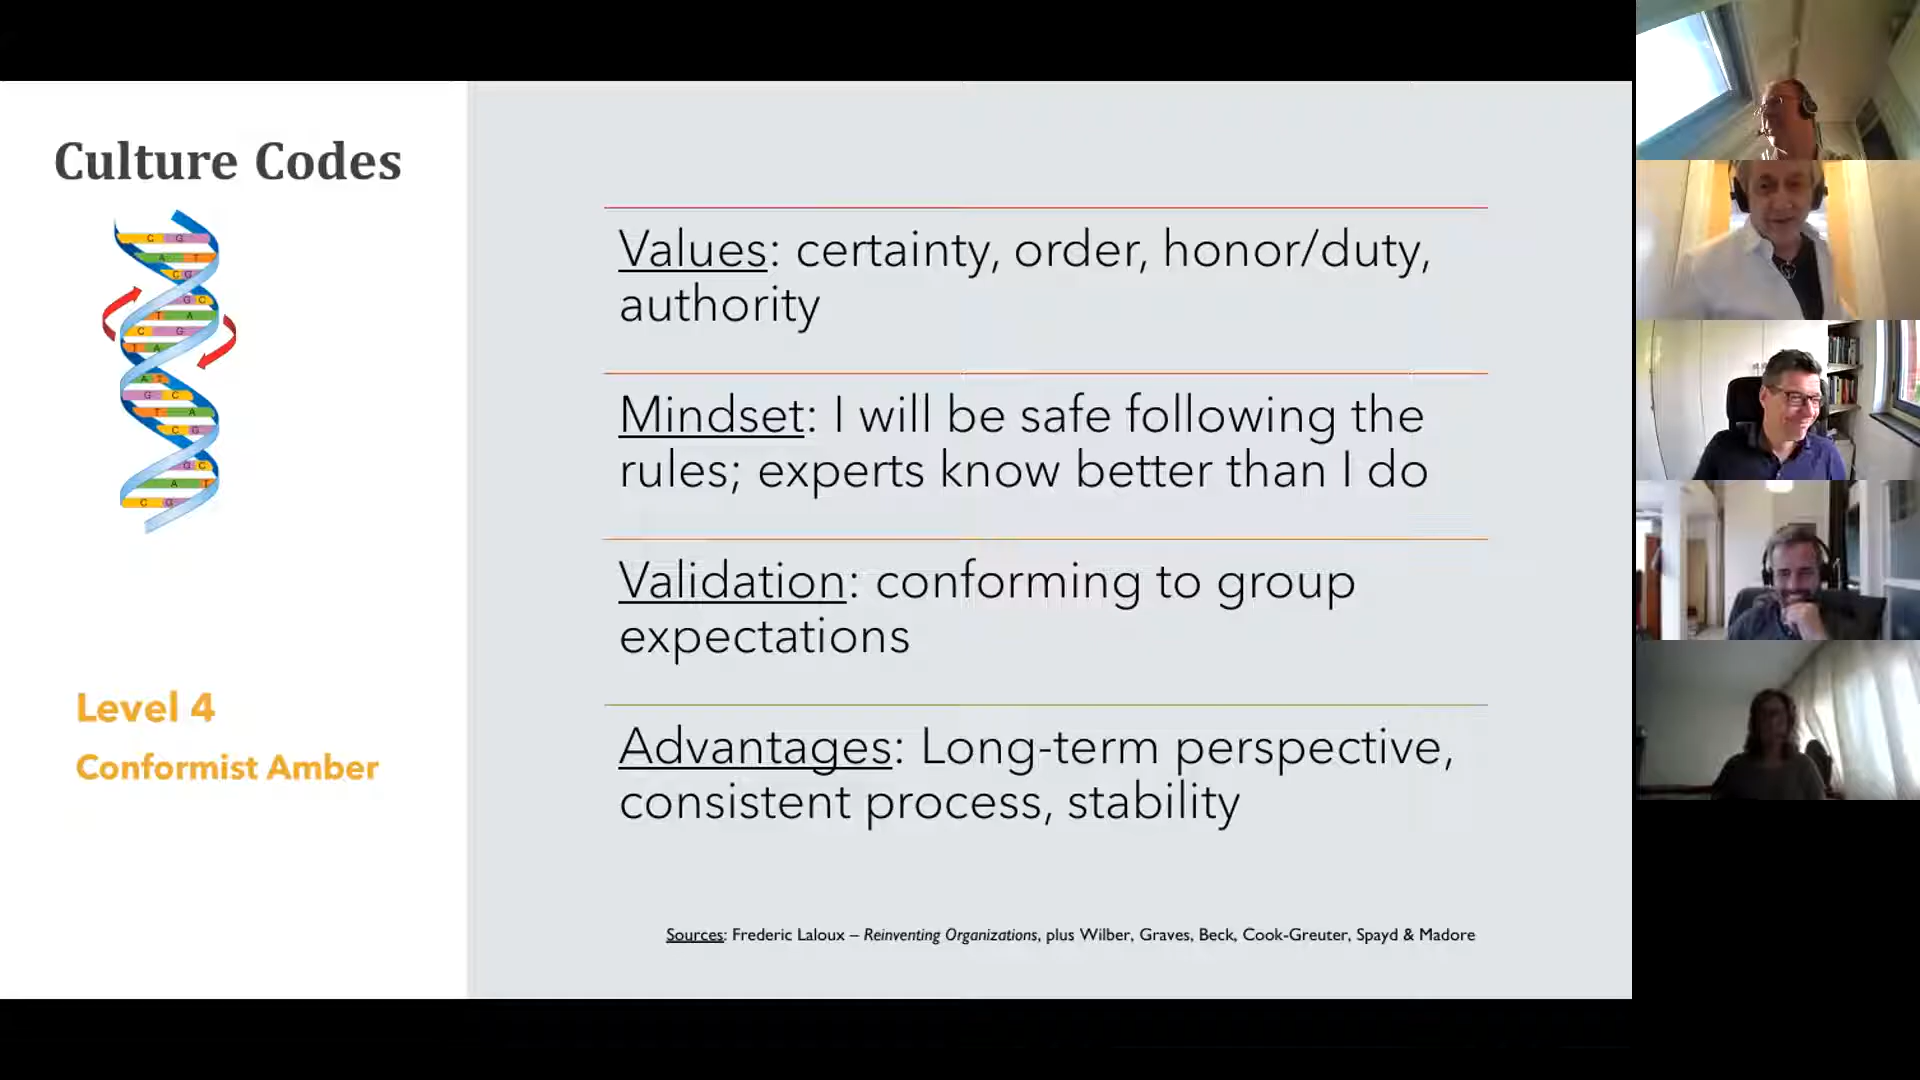 Culture Codes
C G
A T
C G
G C
T A
C G
T A
A T
G C
T A
C G
G C
A T
C G
Level 4
Conformist Amber
Values: certainty, order, honor/duty,
authority
Mindset: I will be safe following the
rules; experts know better than I do
Validation: conforming to group
expectations
Advantages: Long-term perspective,
consistent process, stability
Sources: Frederic Laloux – Reinventing Organizations, plus Wilber, Graves, Beck, Cook-Greuter, Spayd & Madore